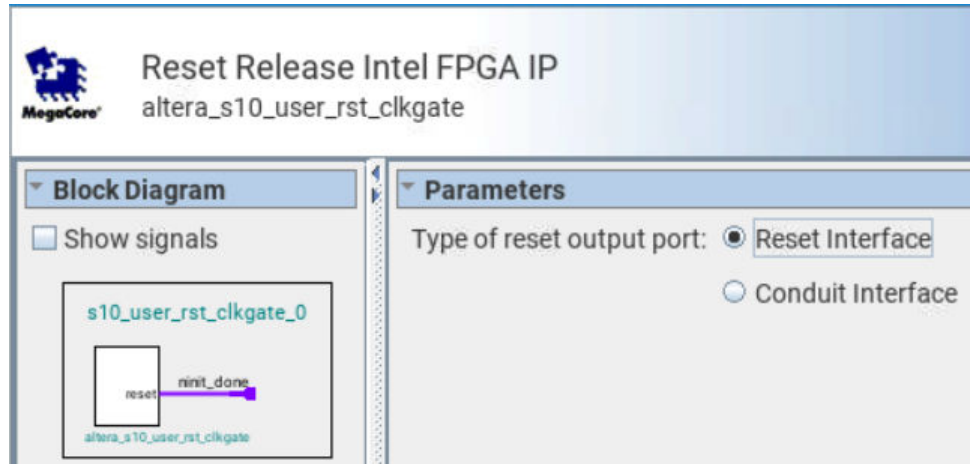 Reset Release Intel FPGA IP
altera_s10_user_rst_clkgate
MegaCore®
Block Diagram
Show signals
s10_user_rst_clkgate_0
ninit_done
reset
altera_s10_user_rst_clkgate
Parameters
Type of reset output port: Reset Interface
Conduit Interface